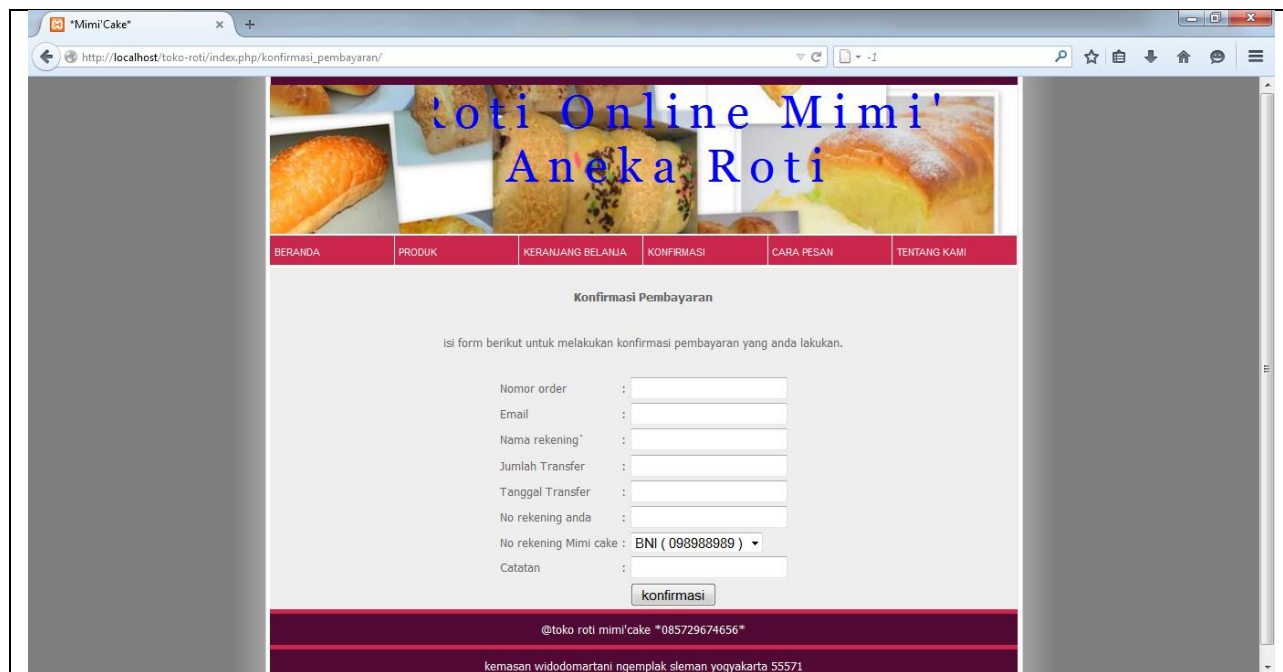 *Mimi'Cake*
http://localhost/toko-roti/index.php/konfirmasi_pembayaran/
-1
oti Online Mimi'
Aneka Roti
BERANDA PRODUK KERANJANG BELANJA KONFIRMASI CARA PESAN TENTANG KAMI
Konfirmasi Pembayaran
isi form berikut untuk melakukan konfirmasi pembayaran yang anda lakukan.
Nomor order :
Email :
Nama rekening` :
Jumlah Transfer :
Tanggal Transfer :
No rekening anda :
No rekening Mimi cake : BNI ( 098988989 )
Catatan :
konfirmasi
@toko roti mimi'cake *085729674656*
kemasan widodomartani ngemplak sleman yogyakarta 55571